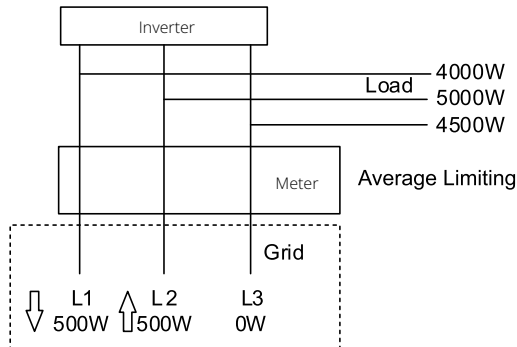 Inverter
4000W
Load
5000W
4500W
Meter
Average Limiting
Grid
L1 L2 L3
500W 500W 0W